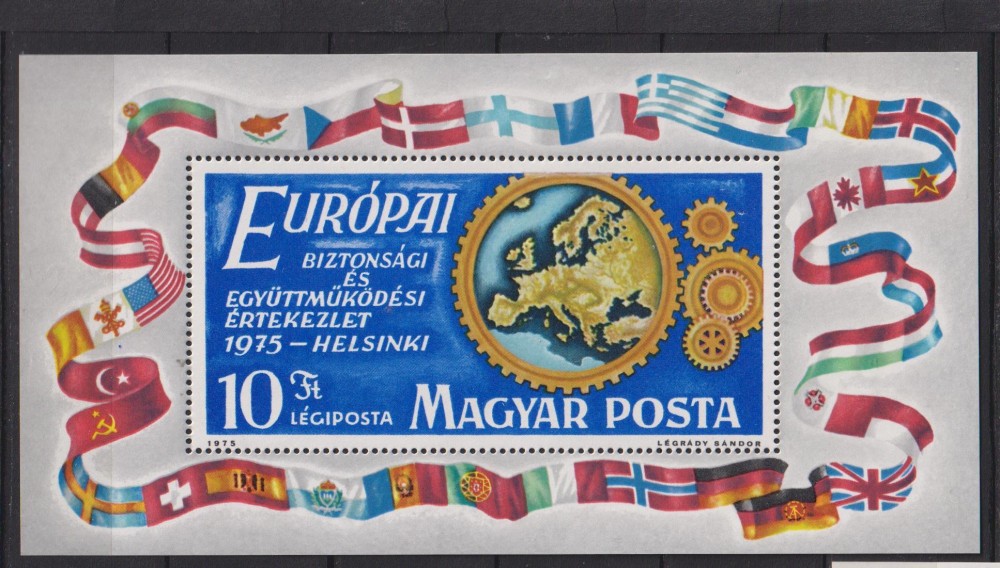 EURÓPAI
BIZTONSÁGI
ÉS
EGYÜTTMŰKÖDÉSI
ÉRTEKEZLET
1975 – HELSINKI
10 Ft
LÉGIPOSTA
MAGYAR POSTA
1975
LÉGRÁDY SÁNDOR